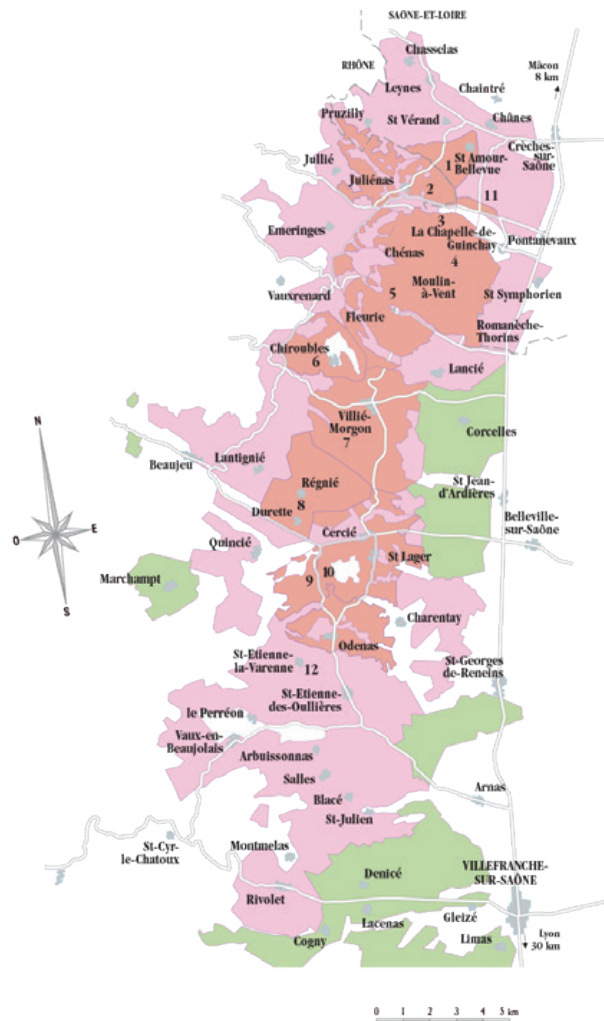 SAÔNE-ET-LOIRE
Chasselas
Mâcon
8 km
RHÔNE
Leynes
Chaintré
Pruzilly
St Vérand
Chânes
Crèches-
sur-
Saône
Jullié
1
St Amour-
Bellevue
Juliénas
2
11
3
Emeringes
La Chapelle-de-
Guinchay
Pontanevaux
Chénas
4
Vauxrenard
5
Moulin-
à-Vent
St Symphorien
Fleurie
Romanèche-
Thorins
Chiroubles
6
Lancié
Villié-
Morgon
7
Corcelles
N
Lantignié
Beaujeu
Régnié
St Jean-
d'Ardières
Durette
8
O
E
S
Quincié
Cercié
Belleville-
sur-Saône
St Lager
Marchampt
9
10
Charentay
Odenas
St-Etienne-
la-Varenne
12
St-Georges
de-Reneins
St-Etienne-
des-Oullières
le Perréon
Vaux-en-
Beaujolais
Arbuissonnas
Salles
Arnas
Blacé
St-Julien
St-Cyr-
le-Chatoux
Montmelas
Denicé
VILLEFRANCHE-
SUR-SAÔNE
Rivolet
Lacenas
Gleizé
Cogny
Limas
Lyon
30 km
0 1 2 3 4 5 km